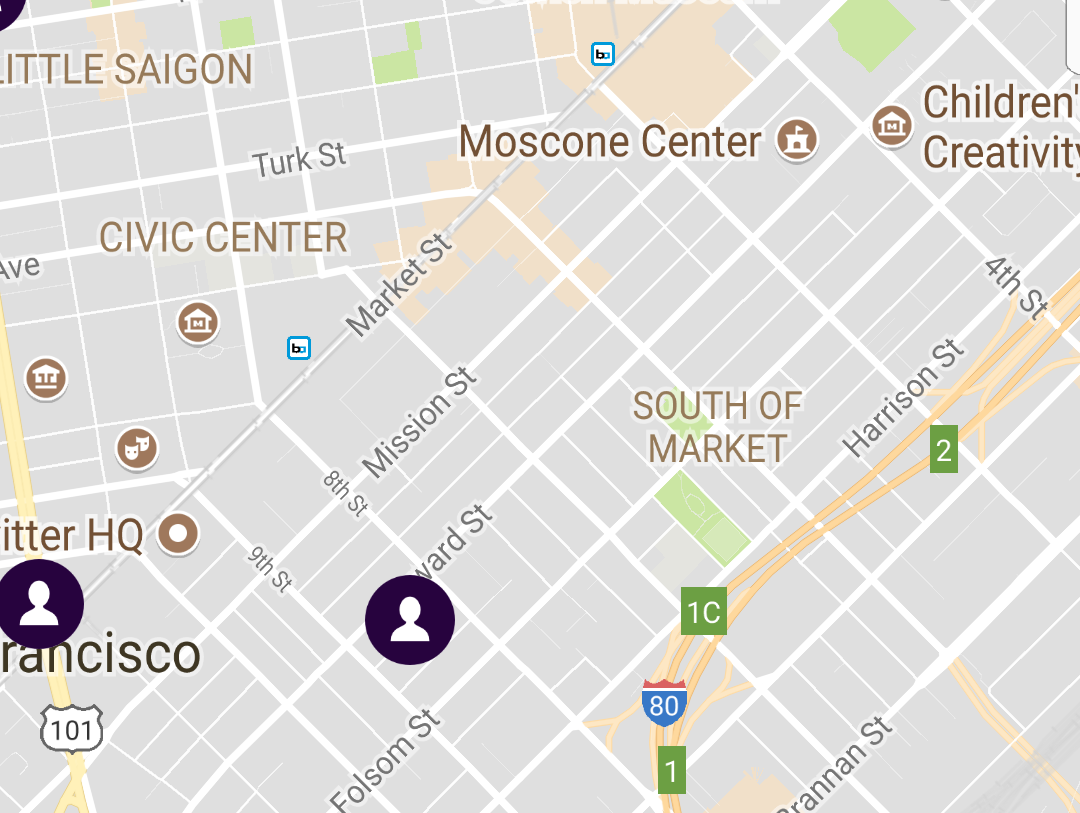 LITTLE SAIGON
ba
Children'
Moscone Center
Creativity
Turk St
CIVIC CENTER
Ave
Market St
4th St
ba
Harrison St
Mission St
SOUTH OF
MARKET
2
8th St
itter HQ
ward St
9th St
1C
rancisco
80
101
Folsom St
1
rannan St